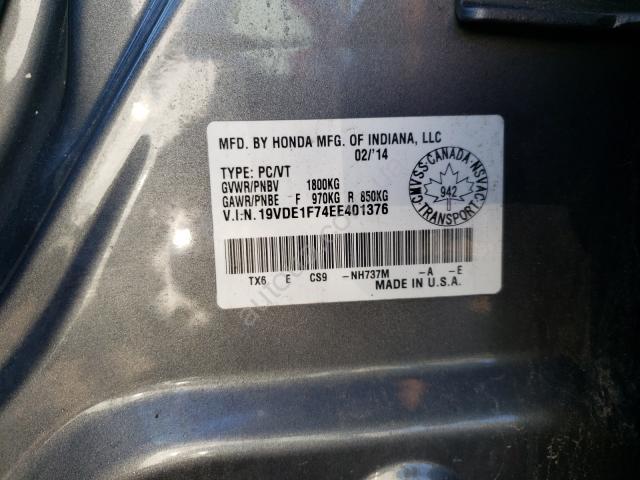 MFD. BY HONDA MFG. OF INDIANA, LLC
02/'14
TYPE: PC/VT
GVWR/PNBV 1800KG
GAWR/PNBE F 970KG R 850KG
V.I.N. 19VDE1F74EE401376
CMVSS-CANADA-NSVAC
942
TRANSPORT
TX6 E CS9 -NH737M -A -E
MADE IN U.S.A.